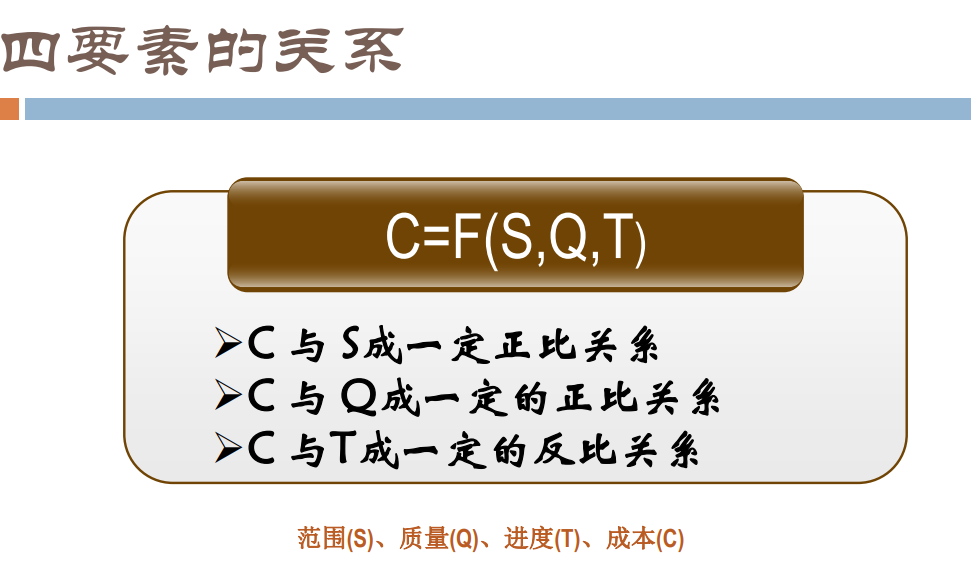 四要素的关系
C=F(S,Q,T)
➢C 与 S成一定正比关系
➢C 与 Q成一定的正比关系
➢C 与T成一定的反比关系
范围(S)、质量(Q)、进度(T)、成本(C)